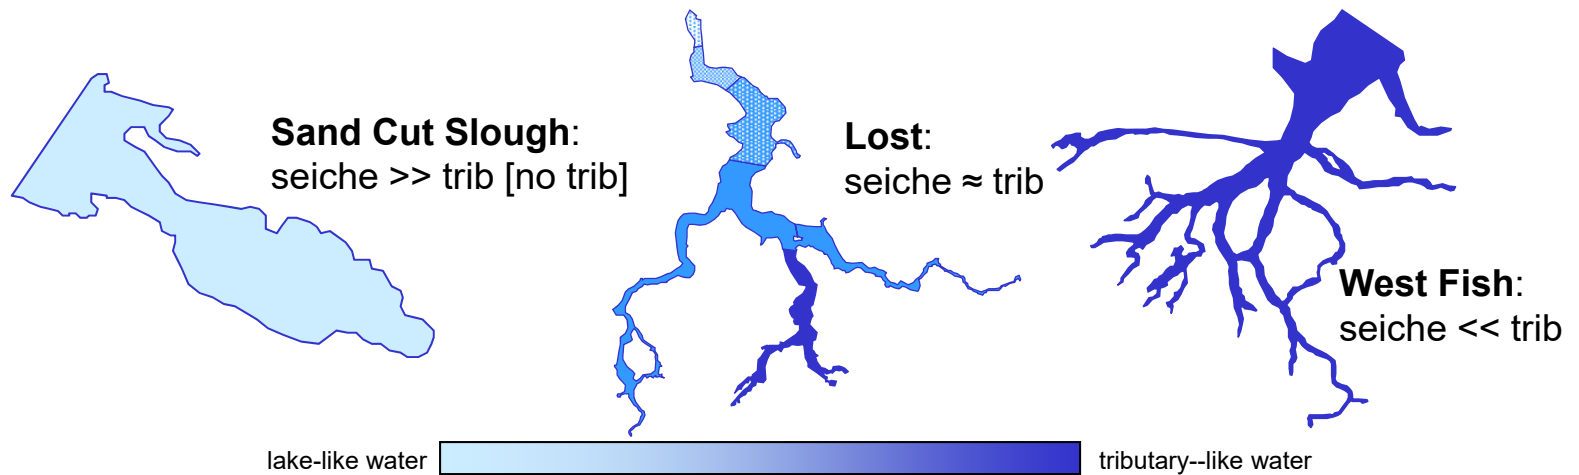 Sand Cut Slough:
seiche >> trib [no trib]
Lost:
seiche ≈ trib
West Fish:
seiche << trib
lake-like water
tributary--like water